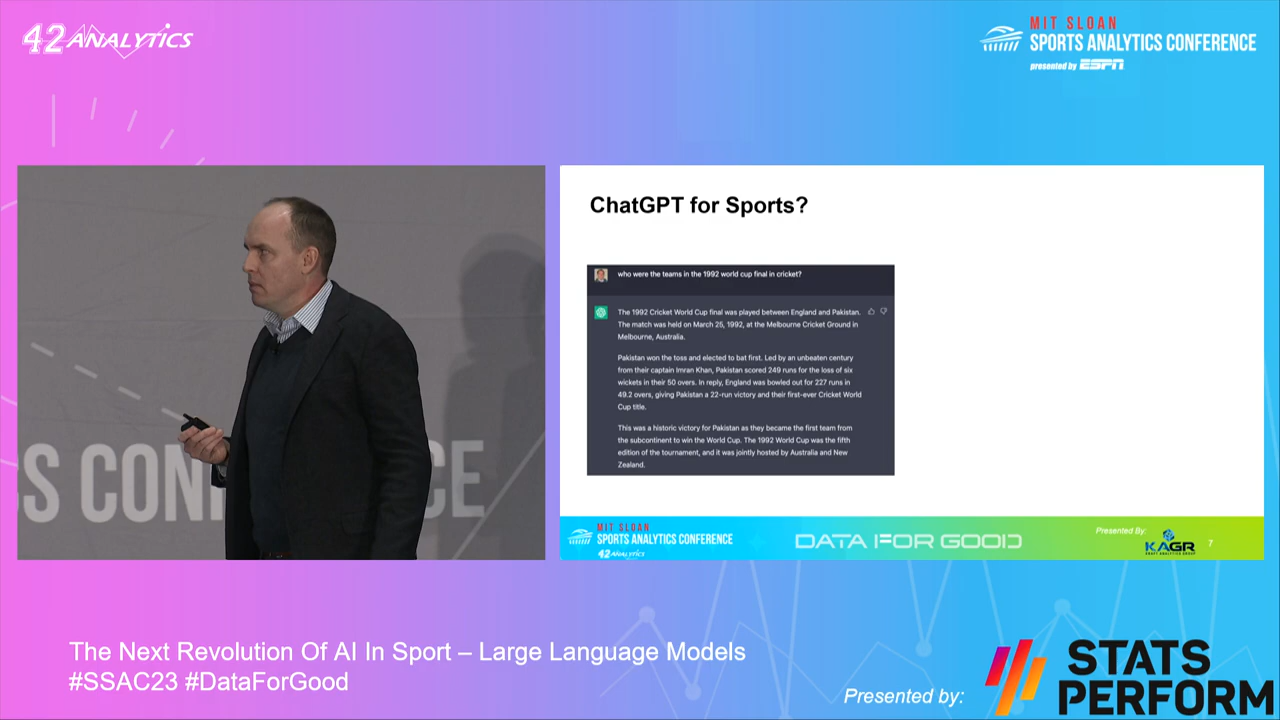 42 ANALYTICS
MIT SLOAN
SPORTS ANALYTICS CONFERENCE
presented by ESPN
S CONF CE
ChatGPT for Sports?
who were the teams in the 1992 world cup final in cricket?
The 1992 Cricket World Cup final was played between England and Pakistan.
The match was held on March 25, 1992, at the Melbourne Cricket Ground in
Melbourne, Australia.
Pakistan won the toss and elected to bat first. Led by an unbeaten century
from their captain Imran Khan, Pakistan scored 249 runs for the loss of six
wickets in their 50 overs. In reply, England was bowled out for 227 runs in
49.2 overs, giving Pakistan a 22-run victory and their first-ever Cricket World
Cup title.
This was a historic victory for Pakistan as they became the first team from
the subcontinent to win the World Cup. The 1992 World Cup was the fifth
edition of the tournament, and it was jointly hosted by Australia and New
Zealand.
MIT SLOAN
SPORTS ANALYTICS CONFERENCE
42 ANALYTICS
DATA FOR GOOD
Presented By:
KAGR
KRAFT ANALYTICS GROUP
7
The Next Revolution Of AI In Sport – Large Language Models
#SSAC23 #DataForGood
Presented by:
STATS
PERFORM